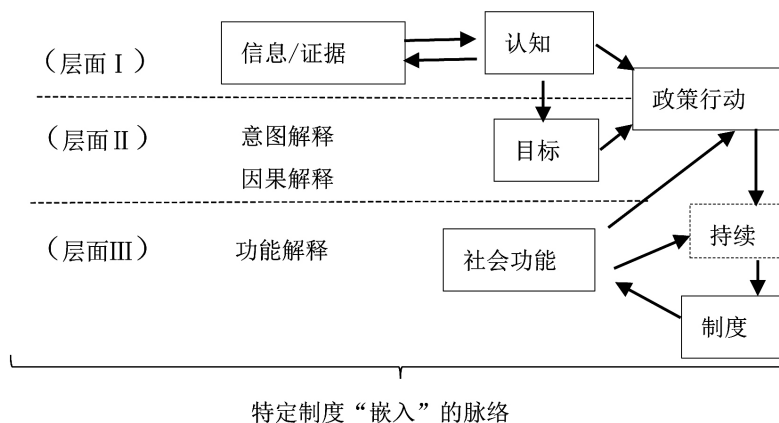 （层面Ⅰ）
信息/证据
认知
政策行动
（层面Ⅱ）
意图解释
因果解释
目标
（层面Ⅲ）
功能解释
社会功能
持续
制度
特定制度“嵌入”的脉络